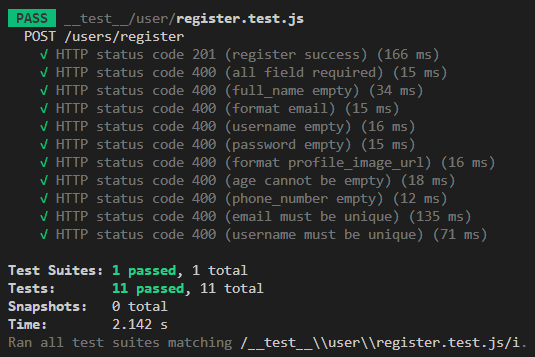 PASS __test__/user/register.test.js
POST /users/register
√ HTTP status code 201 (register success) (166 ms)
√ HTTP status code 400 (all field required) (15 ms)
√ HTTP status code 400 (full_name empty) (34 ms)
√ HTTP status code 400 (format email) (15 ms)
√ HTTP status code 400 (username empty) (16 ms)
√ HTTP status code 400 (password empty) (15 ms)
√ HTTP status code 400 (format profile_image_url) (16 ms)
√ HTTP status code 400 (age cannot be empty) (18 ms)
√ HTTP status code 400 (phone_number empty) (12 ms)
√ HTTP status code 400 (email must be unique) (135 ms)
√ HTTP status code 400 (username must be unique) (71 ms)
Test Suites: 1 passed, 1 total
Tests: 11 passed, 11 total
Snapshots: 0 total
Time: 2.142 s
Ran all test suites matching /__test__\\user\\register.test.js/i.